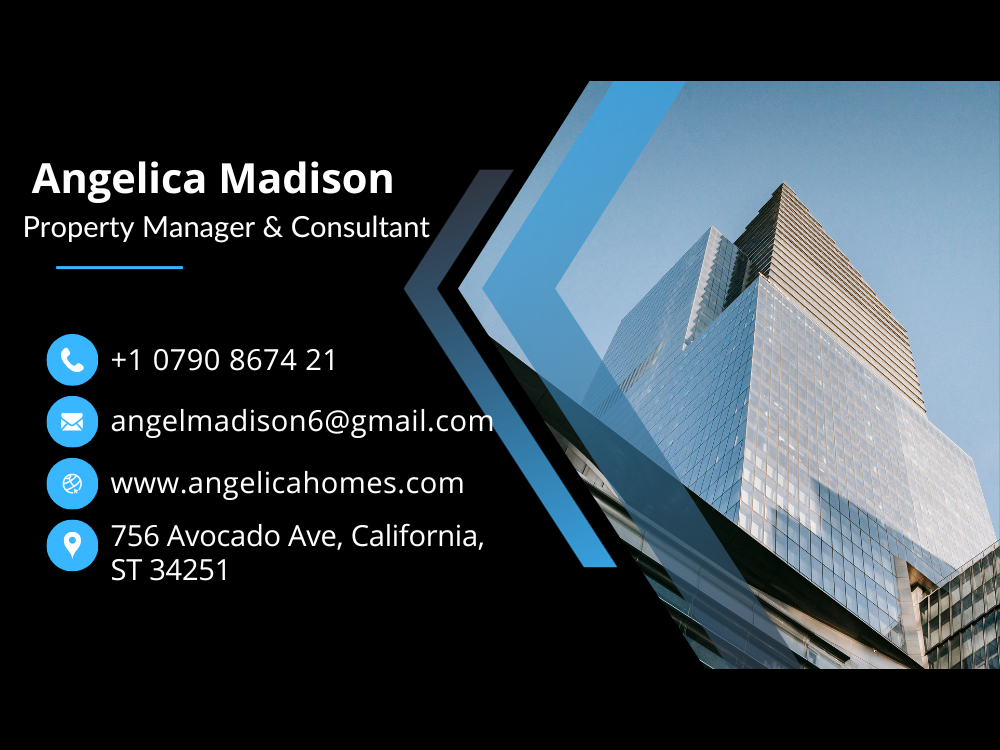 Angelica Madison
Property Manager & Consultant
+1 0790 8674 21
angelmadison6@gmail.com
www.angelicahomes.com
756 Avocado Ave, California,
ST 34251